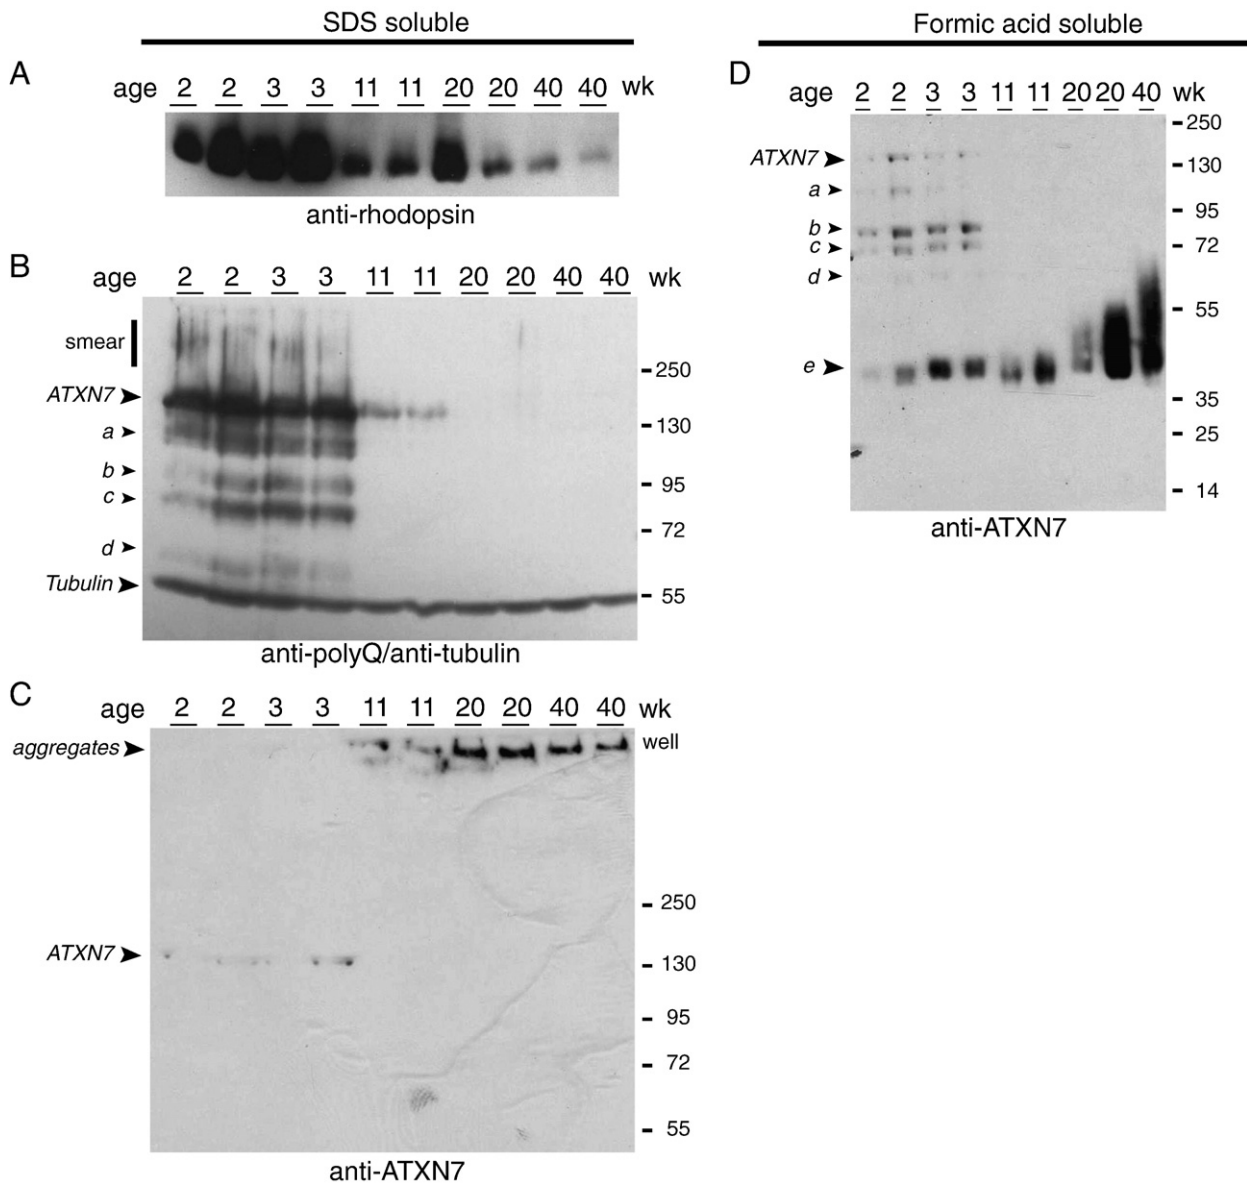 SDS soluble
A
age 2 2 3 3 11 11 20 20 40 40 wk
anti-rhodopsin
B
age 2 2 3 3 11 11 20 20 40 40 wk
smear
ATXN7
a
b
c
d
Tubulin
250
130
95
72
55
anti-polyQ/anti-tubulin
C
age 2 2 3 3 11 11 20 20 40 40 wk
aggregates
well
ATXN7
250
130
95
72
55
anti-ATXN7
Formic acid soluble
D
age 2 2 3 3 11 11 20 20 40 wk
ATXN7
a
b
c
d
e
250
130
95
72
55
35
25
14
anti-ATXN7